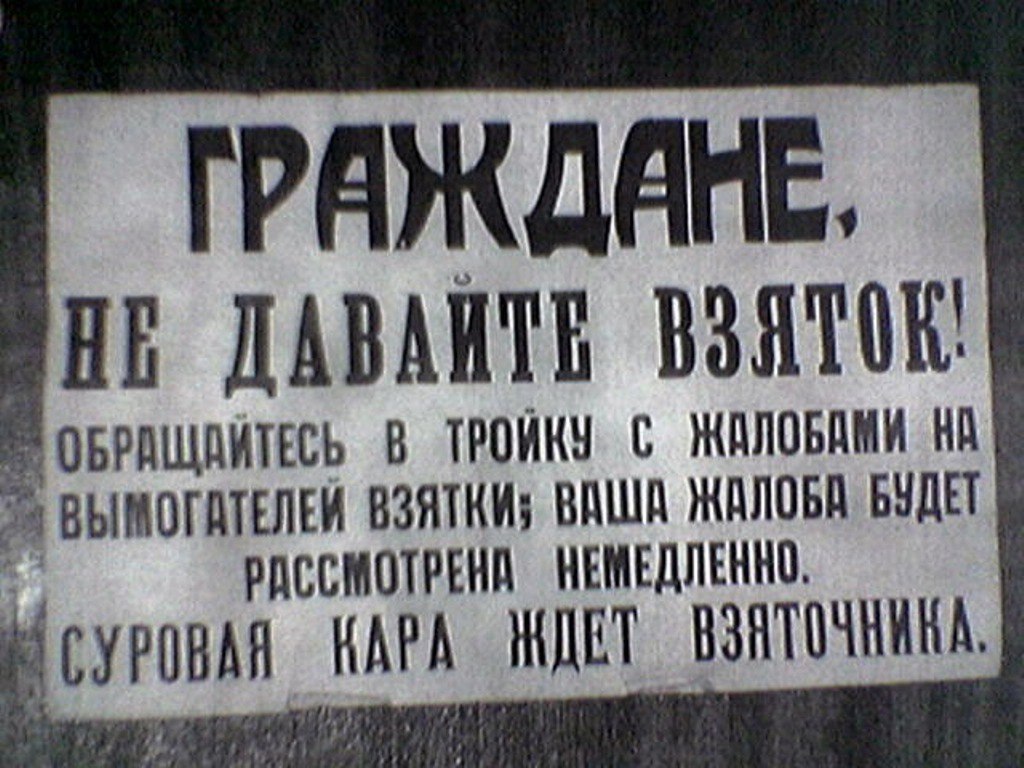 ГРАЖДАНЕ,
НЕ ДАВАЙТЕ ВЗЯТОК!
ОБРАЩАЙТЕСЬ В ТРОЙКУ С ЖАЛОБАМИ НА
ВЫМОГАТЕЛЕЙ ВЗЯТКИ; ВАША ЖАЛОБА БУДЕТ
РАССМОТРЕНА НЕМЕДЛЕННО.
СУРОВАЯ КАРА ЖДЕТ ВЗЯТОЧНИКА.